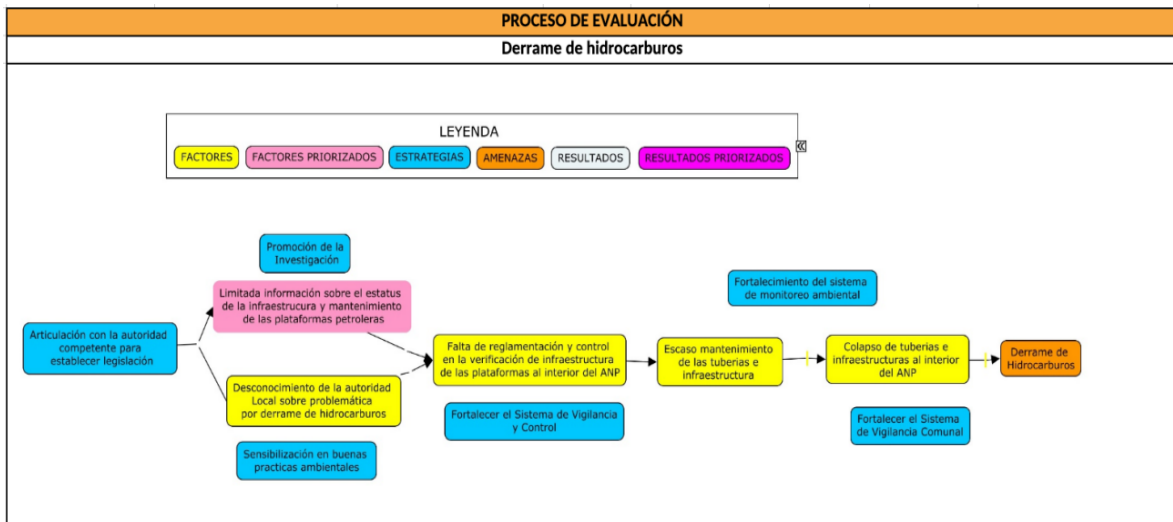 PROCESO DE EVALUACIÓN
Derrame de hidrocarburos
LEYENDA
FACTORES
FACTORES PRIORIZADOS
ESTRATEGIAS
AMENAZAS
RESULTADOS
RESULTADOS PRIORIZADOS
Promoción de la
Investigación
Limitada información sobre el estatus
de la infraestrucura y mantenimiento
de las plataformas petroleras
Articulación con la autoridad
competente para
establecer legislación
Desconocimiento de la autoridad
Local sobre problemática
por derrame de hidrocarburos
Sensibilización en buenas
practicas ambientales
Falta de reglamentación y control
en la verificación de infraestructura
de las plataformas al interior del ANP
Fortalecer el Sistema de Vigilancia
y Control
Escaso mantenimiento
de las tuberias e
infraestructura
Fortalecimiento del sistema
de monitoreo ambiental
Colapso de tuberias e
infraestructuras al interior
del ANP
Fortalecer el Sistema
de Vigilancia Comunal
Derrame de
Hidrocarburos